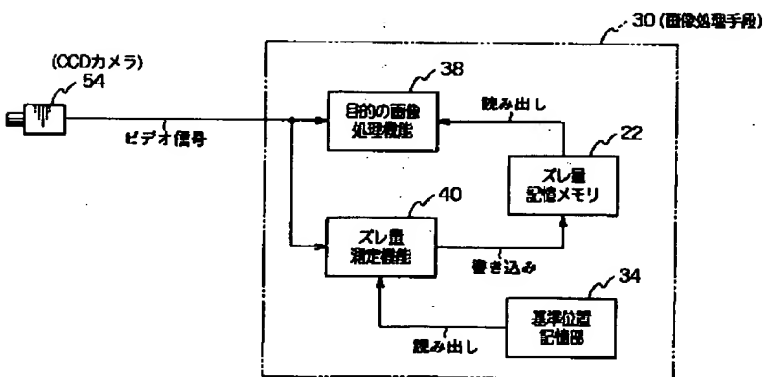 30(画像処理手段)
(CCDカメラ)
54
ビデオ信号
38
目的の画像
処理機能
読み出し
22
ズレ量
記憶メモリ
40
ズレ量
測定機能
書き込み
34
基準位置
記憶部
読み出し